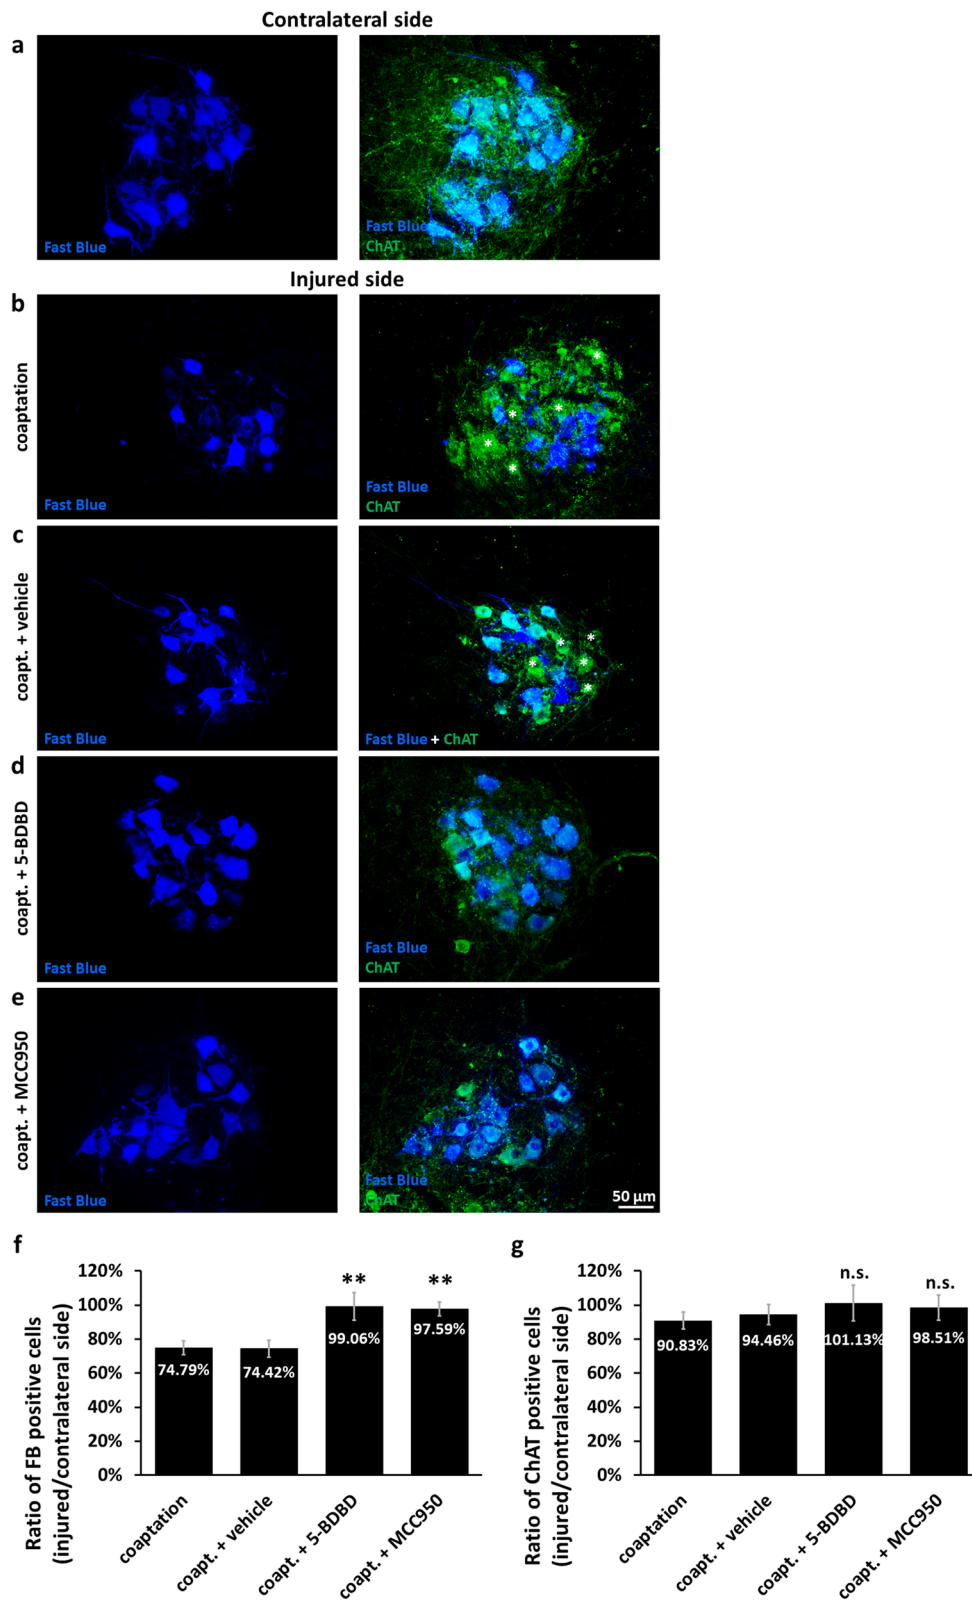 Contralateral side
a
Fast Blue
Fast Blue
ChAT
Injured side
b
coaptation
Fast Blue
* * * * *
Fast Blue
ChAT
c
coapt. + vehicle
Fast Blue
* * * * *
Fast Blue + ChAT
d
coapt. + 5-BDBD
Fast Blue
Fast Blue
ChAT
e
coapt. + MCC950
Fast Blue
Fast Blue
ChAT
50 µm
f
Ratio of FB positive cells
(injured/contralateral side)
120%
100%
80%
60%
40%
20%
0%
74.79%
74.42%
**
99.06%
**
97.59%
coaptation
coapt. + vehicle
coapt. + 5-BDBD
coapt. + MCC950
g
Ratio of ChAT positive cells
(injured/contralateral side)
120%
100%
80%
60%
40%
20%
0%
90.83%
94.46%
n.s.
101.13%
n.s.
98.51%
coaptation
coapt. + vehicle
coapt. + 5-BDBD
coapt. + MCC950